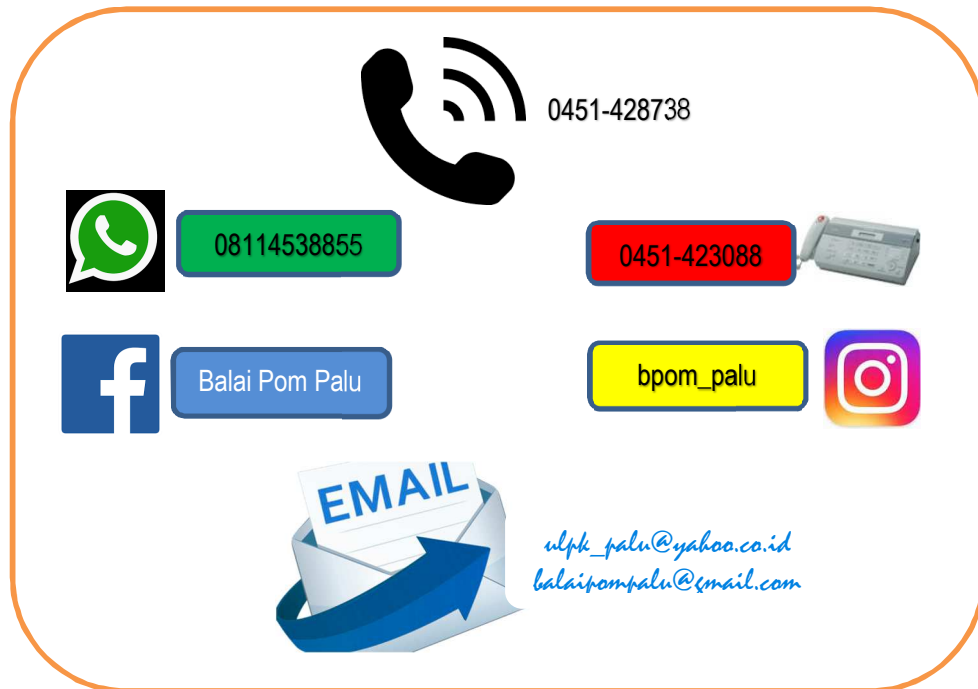 0451-428738
08114538855
0451-423088
Balai Pom Palu
bpom_palu
EMAIL
ulpk_palu@yahoo.co.id
balaipompalu@gmail.com